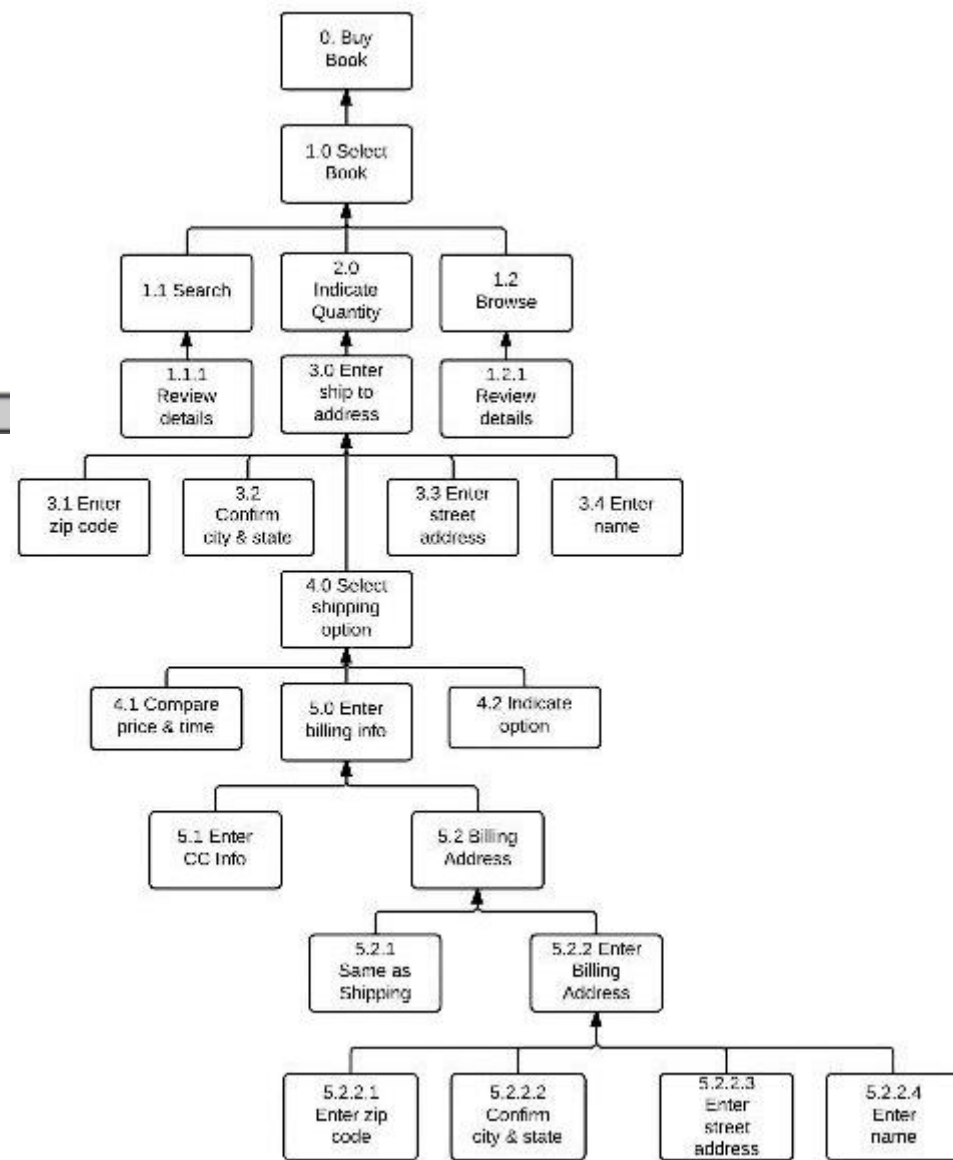 0. Buy
Book
1.0 Select
Book
1.1 Search
2.0
Indicate
Quantity
1.2
Browse
1.1.1
Review
details
3.0 Enter
ship to
address
1.2.1
Review
details
3.1 Enter
zip code
3.2
Confirm
city & state
3.3 Enter
street
address
3.4 Enter
name
4.0 Select
shipping
option
4.1 Compare
price & time
5.0 Enter
billing info
4.2 Indicate
option
5.1 Enter
CC Info
5.2 Billing
Address
5.2.1
Same as
Shipping
5.2.2 Enter
Billing
Address
5.2.2.1
Enter zip
code
5.2.2.2
Confirm
city & state
5.2.2.3
Enter
street
address
5.2.2.4
Enter
name